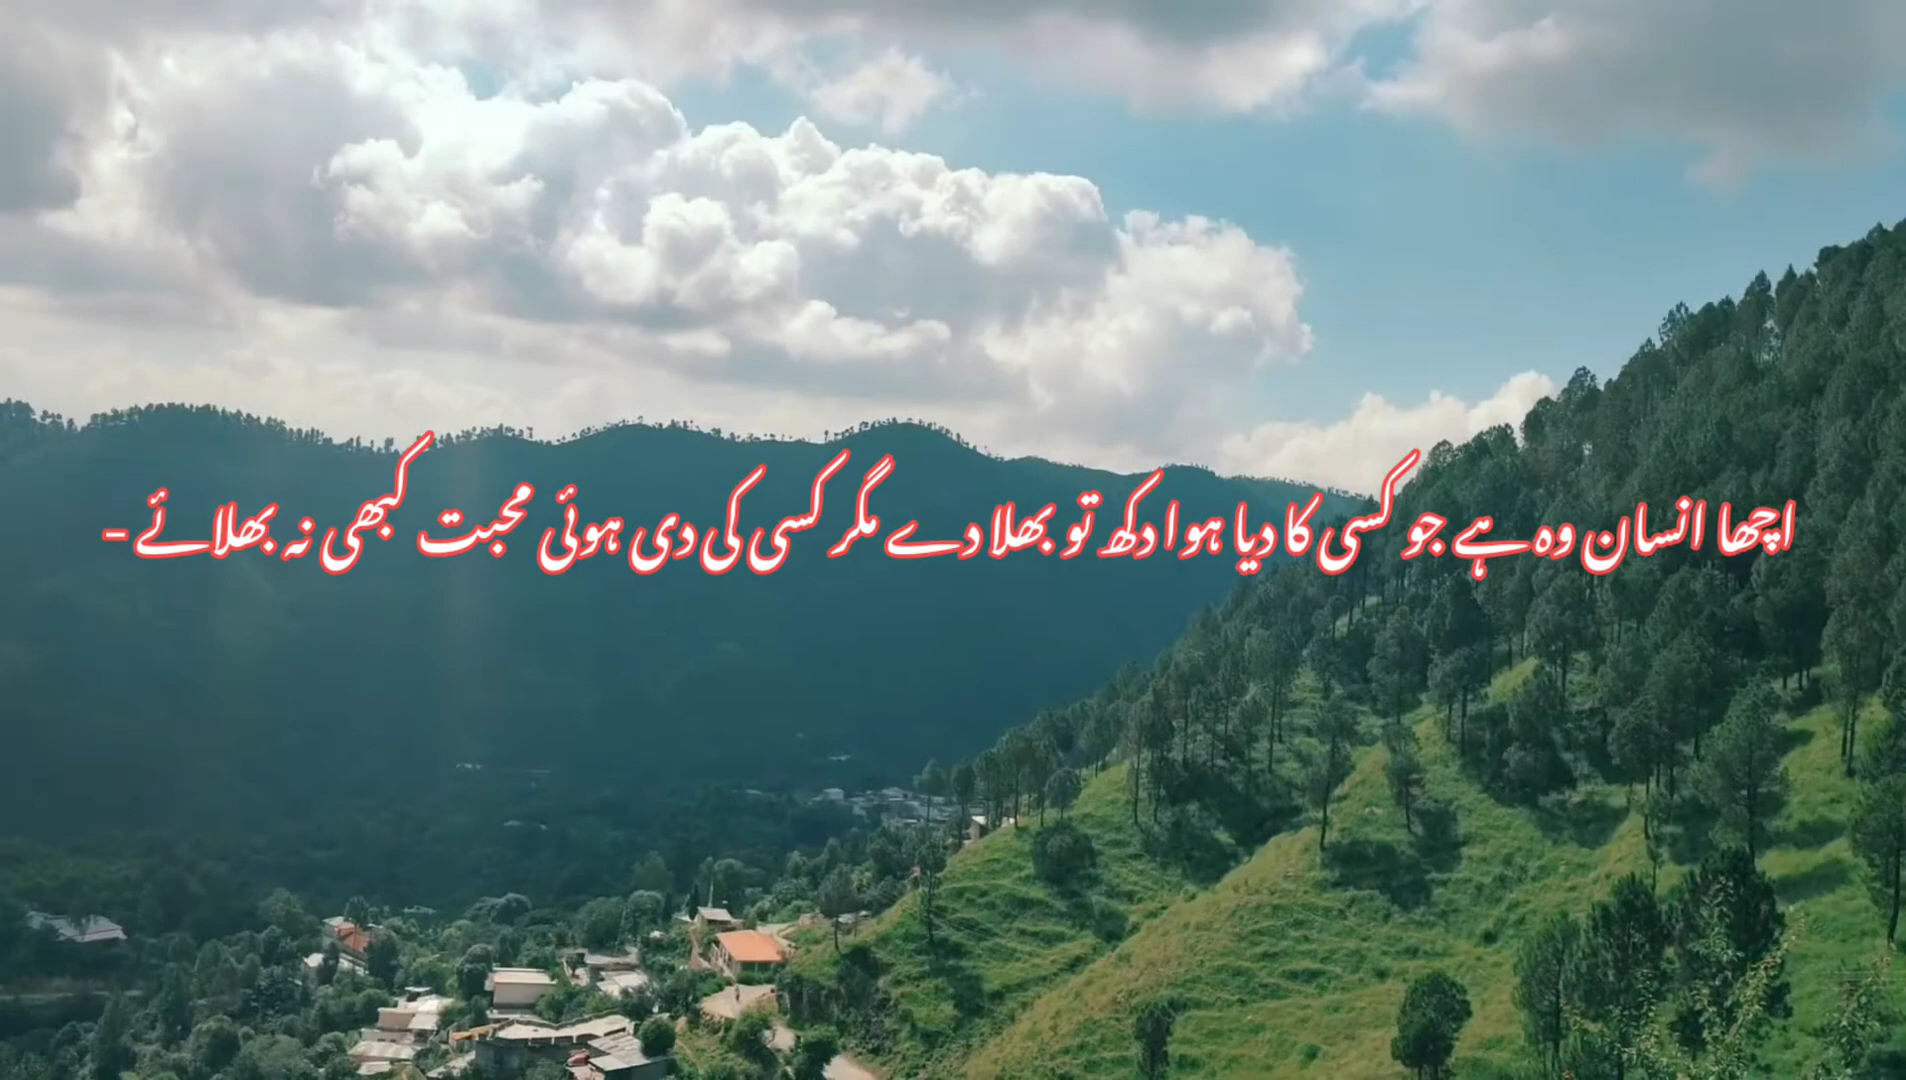 اچھا انسان وہ ہے جو کسی کا دیا ہوا دکھ تو بھلا دے مگر کسی کی دی ہوئی محبت کبھی نہ بھلائے -